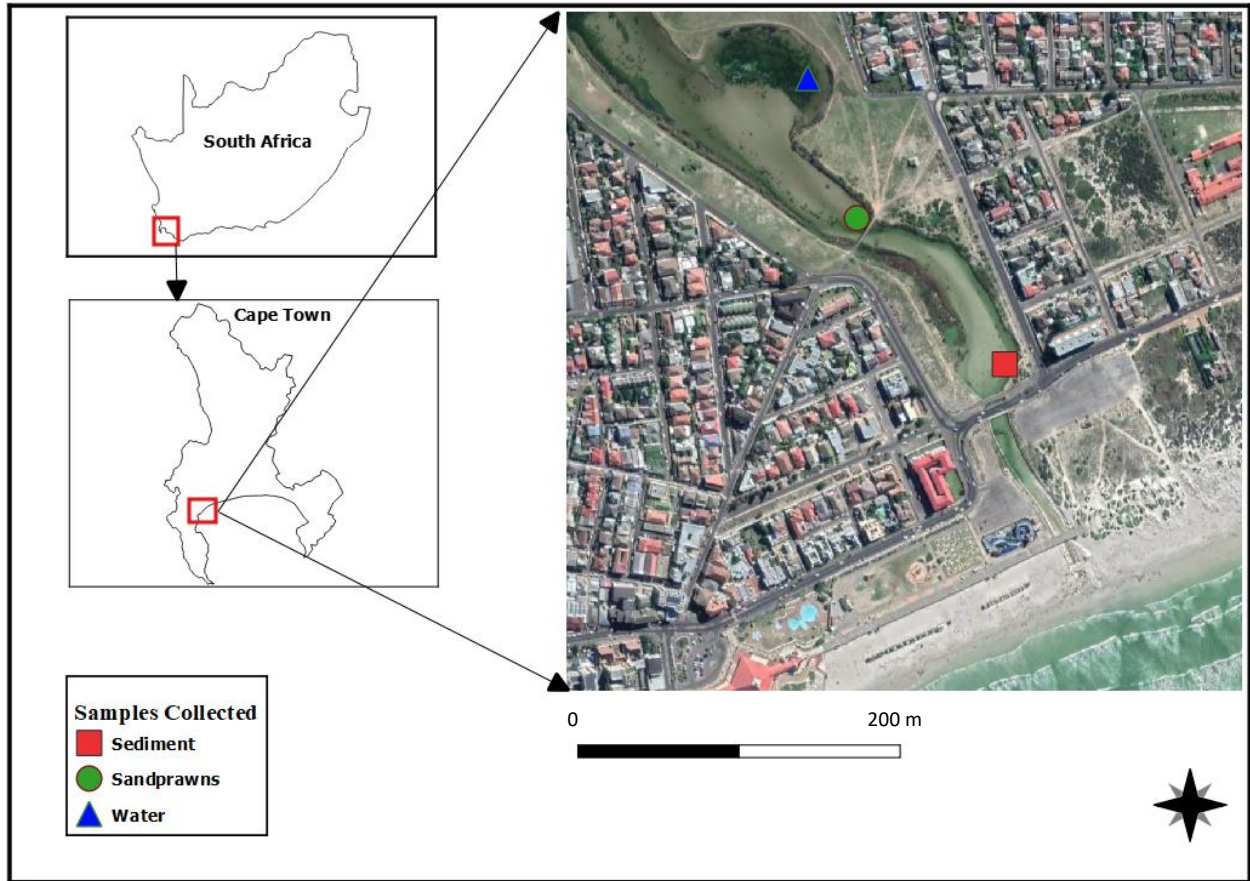 South Africa
Cape Town
Samples Collected
Sediment
Sandprawns
Water
0
200 m